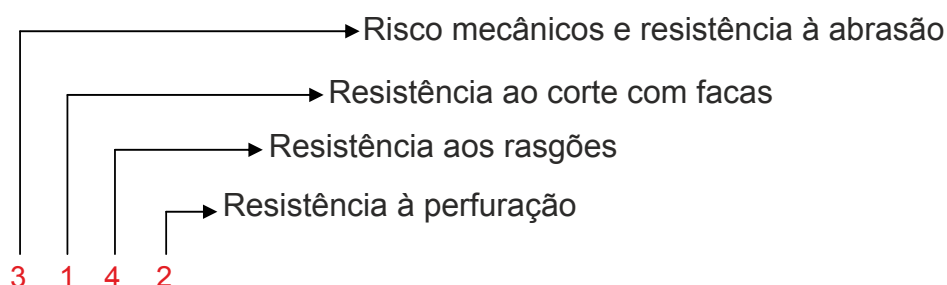 Risco mecânicos e resistência à abrasão
Resistência ao corte com facas
Resistência aos rasgões
Resistência à perfuração
3 1 4 2